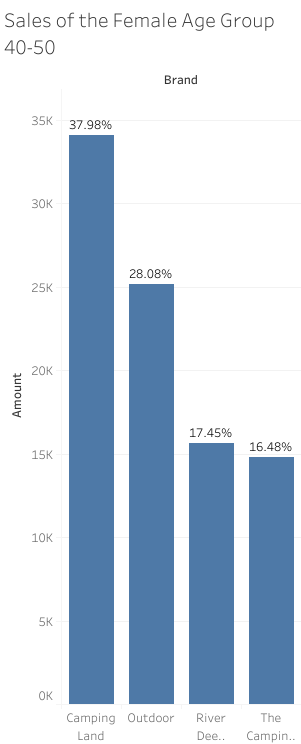 Sales of the Female Age Group
40-50
Brand
35K
30K
25K
20K
15K
10K
5K
0K
Amount
37.98%
28.08%
17.45%
16.48%
Camping
Land
Outdoor
River
Dee..
The
Campin..